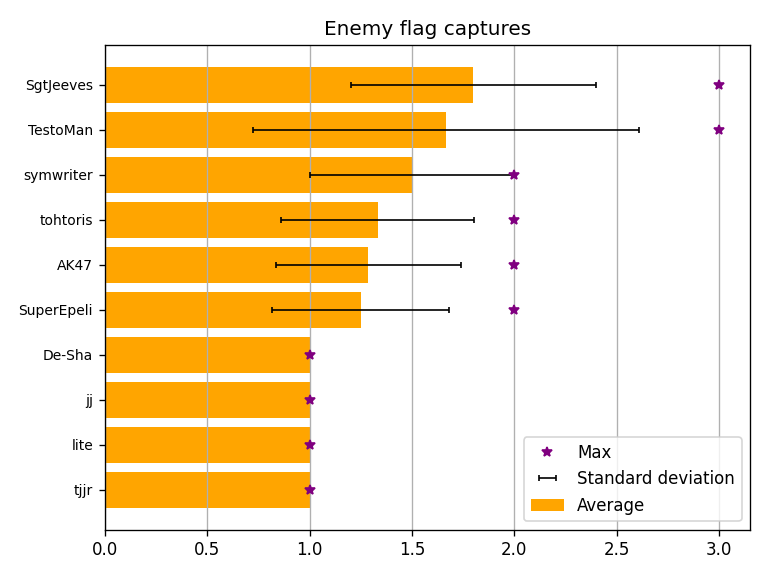 Enemy flag captures
SgtJeeves
TestoMan
symwriter
tohtoris
AK47
SuperEpeli
De-Sha
jj
lite
tjjr
Max
Standard deviation
Average
0.0 0.5 1.0 1.5 2.0 2.5 3.0